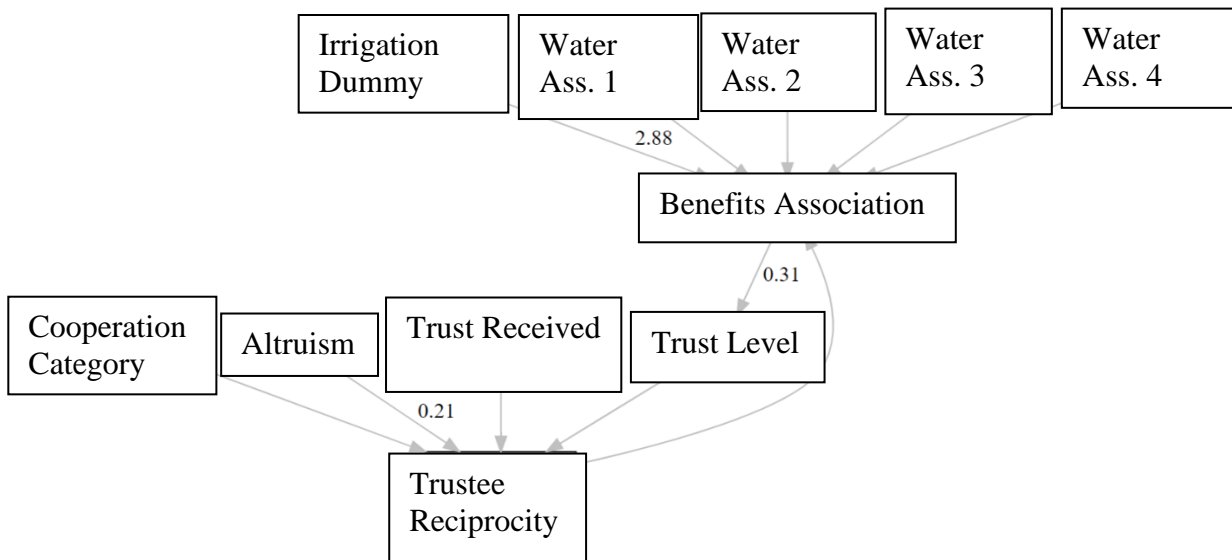 Irrigation
Dummy
Water
Ass. 1
Water
Ass. 2
Water
Ass. 3
Water
Ass. 4
2.88
Benefits Association
0.31
Cooperation
Category
Altruism
Trust Received
Trust Level
0.21
Trustee
Reciprocity